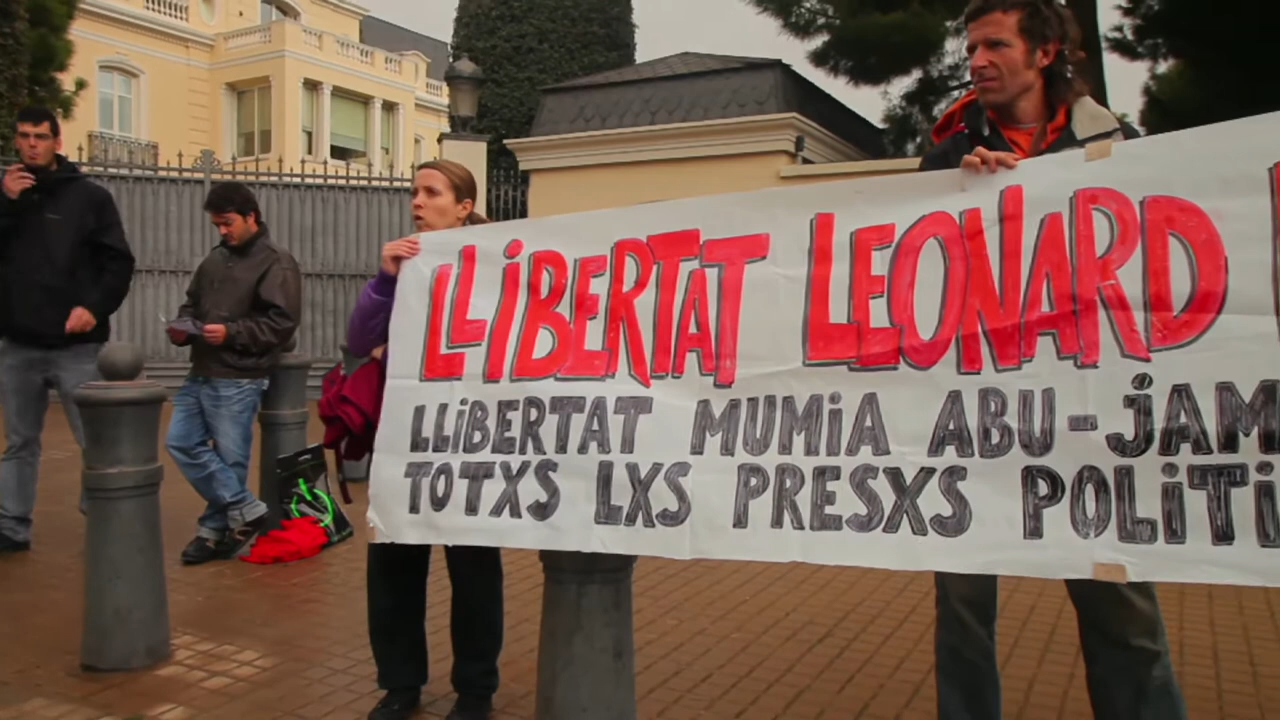 LLiBERTAT LEONARD
LLiBERTAT MUMiA ABU-JAM
TOTXS LXS PRESXS POLiTi